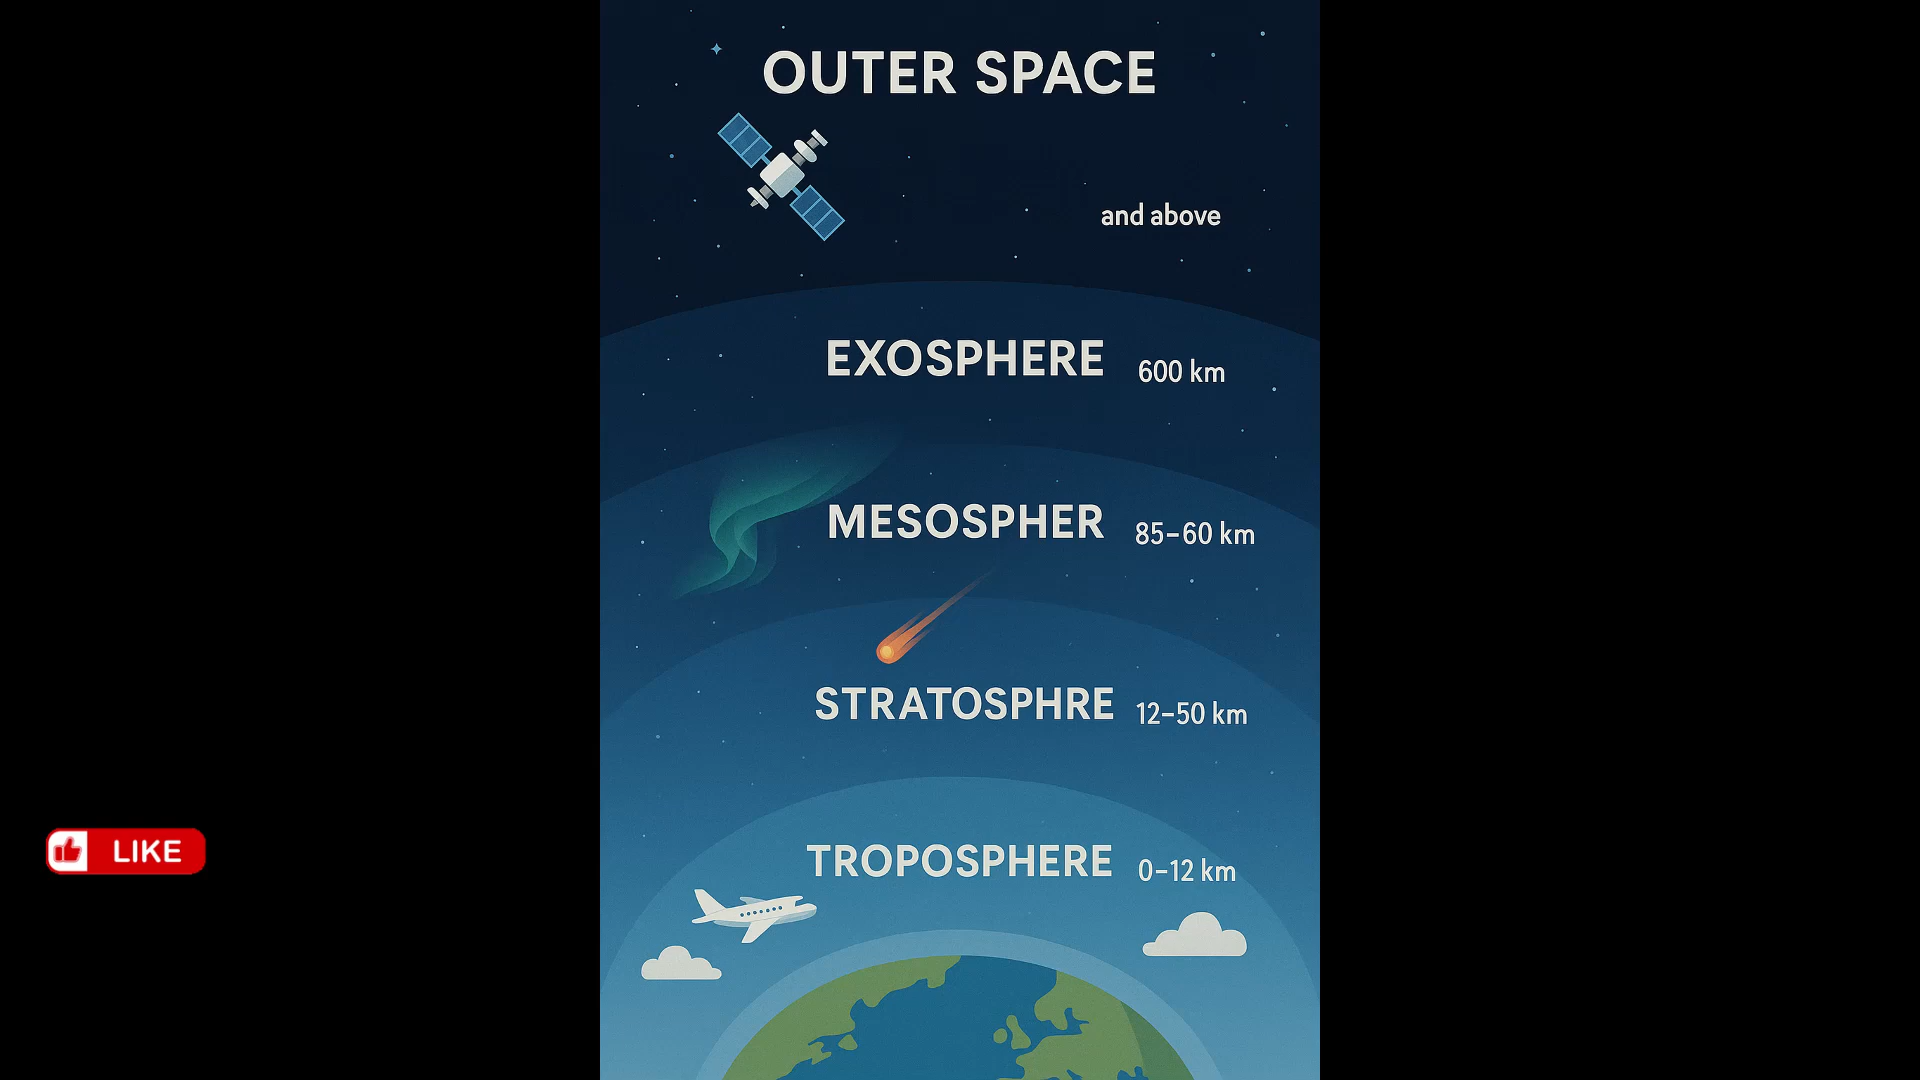 OUTER SPACE
and above
EXOSPHERE 600 km
MESOSPHER 85–60 km
STRATOSPHRE 12–50 km
LIKE
TROPOSPHERE 0–12 km